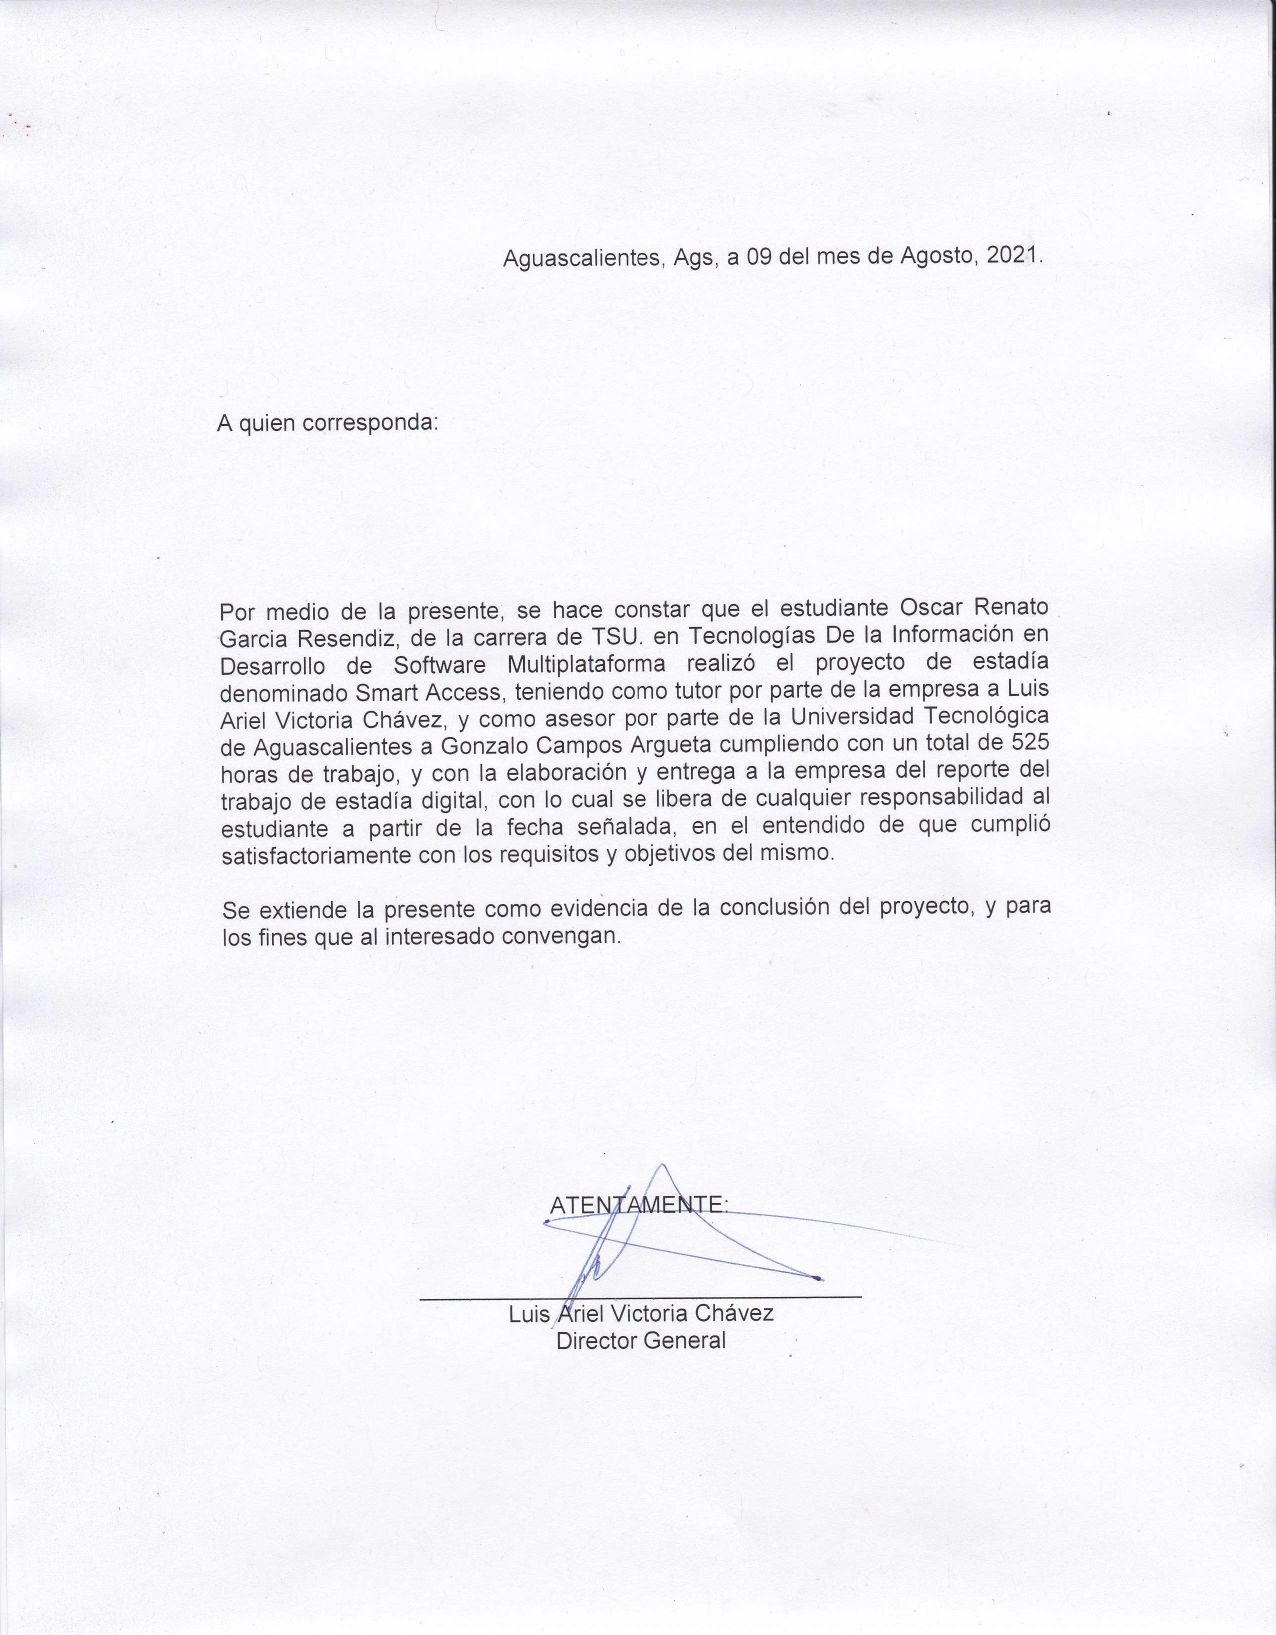 Aguascalientes, Ags, a 09 del mes de Agosto, 2021.
A quien corresponda:
Por medio de la presente, se hace constar que el estudiante Oscar Renato
Garcia Resendiz, de la carrera de TSU. en Tecnologías De la Información en
Desarrollo de Software Multiplataforma realizó el proyecto de estadía
denominado Smart Access, teniendo como tutor por parte de la empresa a Luis
Ariel Victoria Chávez, y como asesor por parte de la Universidad Tecnológica
de Aguascalientes a Gonzalo Campos Argueta cumpliendo con un total de 525
horas de trabajo, y con la elaboración y entrega a la empresa del reporte del
trabajo de estadía digital, con lo cual se libera de cualquier responsabilidad al
estudiante a partir de la fecha señalada, en el entendido de que cumplió
satisfactoriamente con los requisitos y objetivos del mismo.
Se extiende la presente como evidencia de la conclusión del proyecto, y para
los fines que al interesado convengan.
ATENTAMENTE:
Luis Ariel Victoria Chávez
Director General